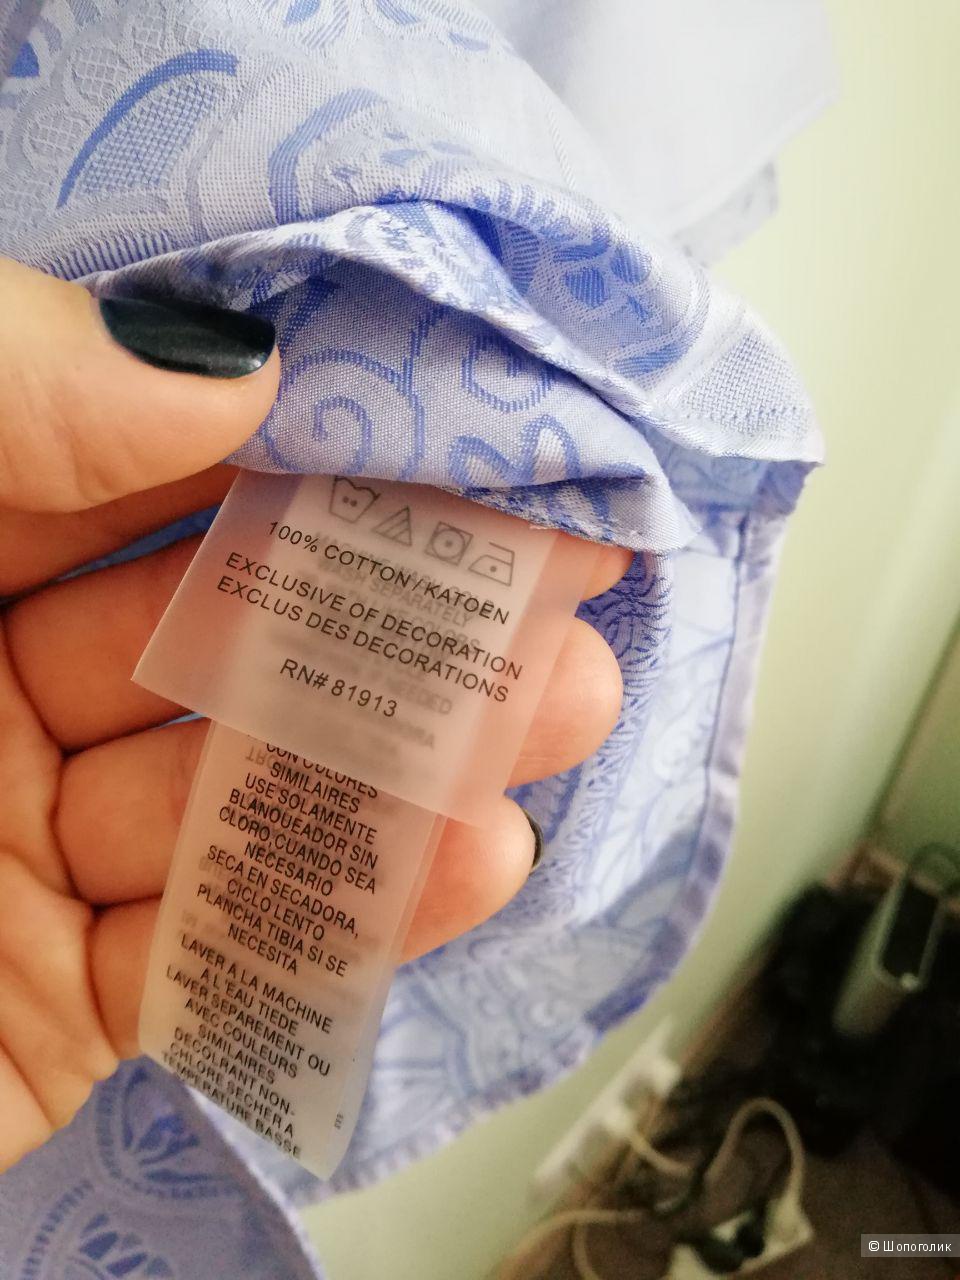 100% COTTON / KATOEN
EXCLUSIVE OF DECORATION
EXCLUS DES DECORATIONS
RN# 81913
CON COLORES
SIMILARES
USE SOLAMENTE
BLANQUEADOR SIN
CLORO,CUANDO SEA
NECESARIO
SECA EN SECADORA,
CICLO LENTO
PLANCHA TIBIA SI SE
NECESITA
LAVER A LA MACHINE
A L'EAU TIEDE
LAVER SEPAREMENT OU
AVEC COULEURS
SIMILAIRES
DECOLRANT NON-
CHLORE SECHER A
TEMPERATURE BASSE
© Шопоголик